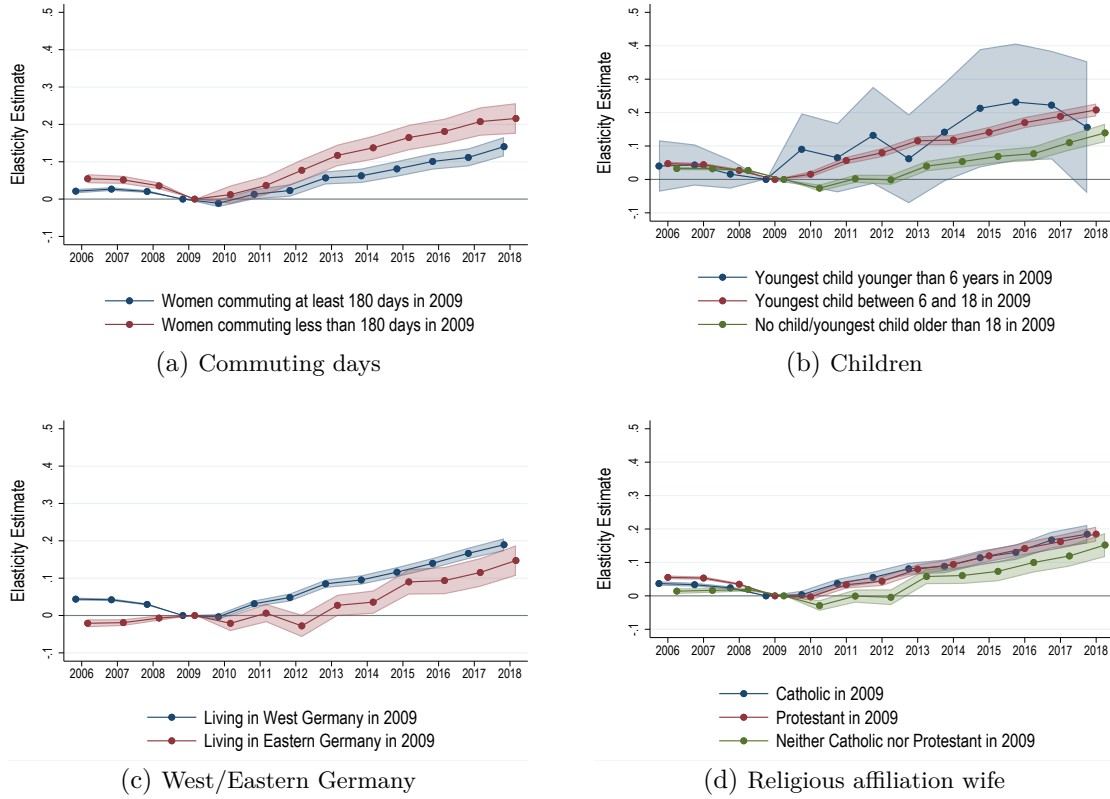 Elasticity Estimate
.5
.4
.3
.2
.1
0
-.1
2006 2007 2008 2009 2010 2011 2012 2013 2014 2015 2016 2017 2018
Women commuting at least 180 days in 2009
Women commuting less than 180 days in 2009
(a) Commuting days
Elasticity Estimate
.5
.4
.3
.2
.1
0
-.1
2006 2007 2008 2009 2010 2011 2012 2013 2014 2015 2016 2017 2018
Youngest child younger than 6 years in 2009
Youngest child between 6 and 18 in 2009
No child/youngest child older than 18 in 2009
(b) Children
Elasticity Estimate
.5
.4
.3
.2
.1
0
-.1
2006 2007 2008 2009 2010 2011 2012 2013 2014 2015 2016 2017 2018
Living in West Germany in 2009
Living in Eastern Germany in 2009
(c) West/Eastern Germany
Elasticity Estimate
.5
.4
.3
.2
.1
0
-.1
2006 2007 2008 2009 2010 2011 2012 2013 2014 2015 2016 2017 2018
Catholic in 2009
Protestant in 2009
Neither Catholic nor Protestant in 2009
(d) Religious affiliation wife